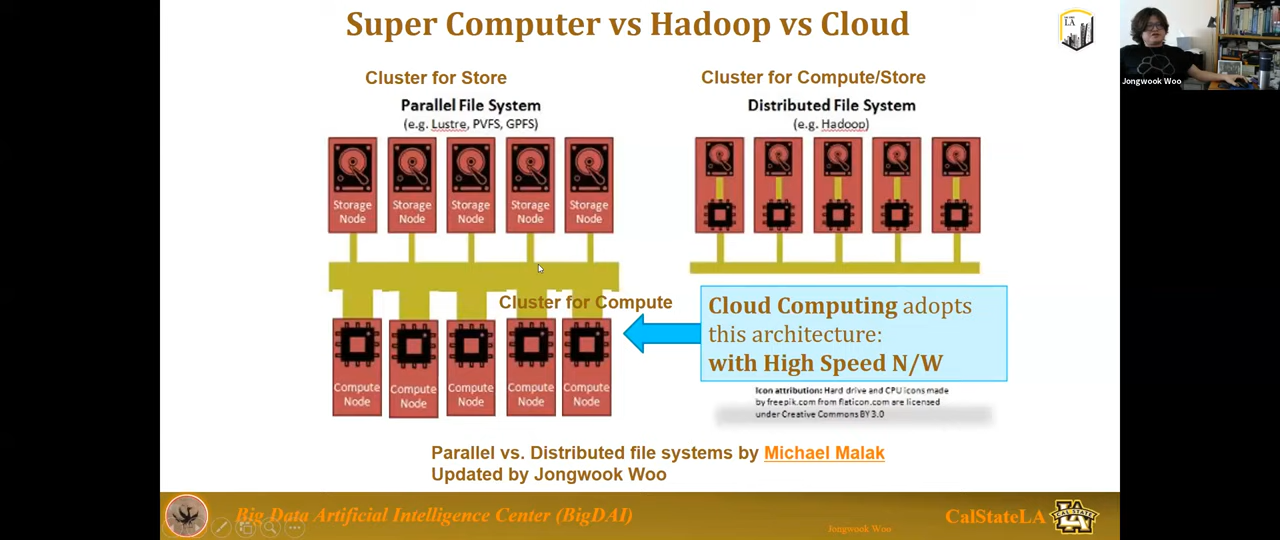 Super Computer vs Hadoop vs Cloud
LA
Jongwook Woo
Cluster for Store
Parallel File System
(e.g. Lustre, PVFS, GPFS)
Storage Node
Storage Node
Storage Node
Storage Node
Storage Node
Cluster for Compute
Compute Node
Compute Node
Compute Node
Compute Node
Compute Node
Cluster for Compute/Store
Distributed File System
(e.g. Hadoop)
Cloud Computing adopts
this architecture:
with High Speed N/W
Icon attribution: Hard drive and CPU icons made
by freepik.com from flaticon.com are licensed
under Creative Commons BY 3.0
Parallel vs. Distributed file systems by Michael Malak
Updated by Jongwook Woo
Big Data Artificial Intelligence Center (BigDAI)
Jongwook Woo
CalStateLA
CAL STATE
LA